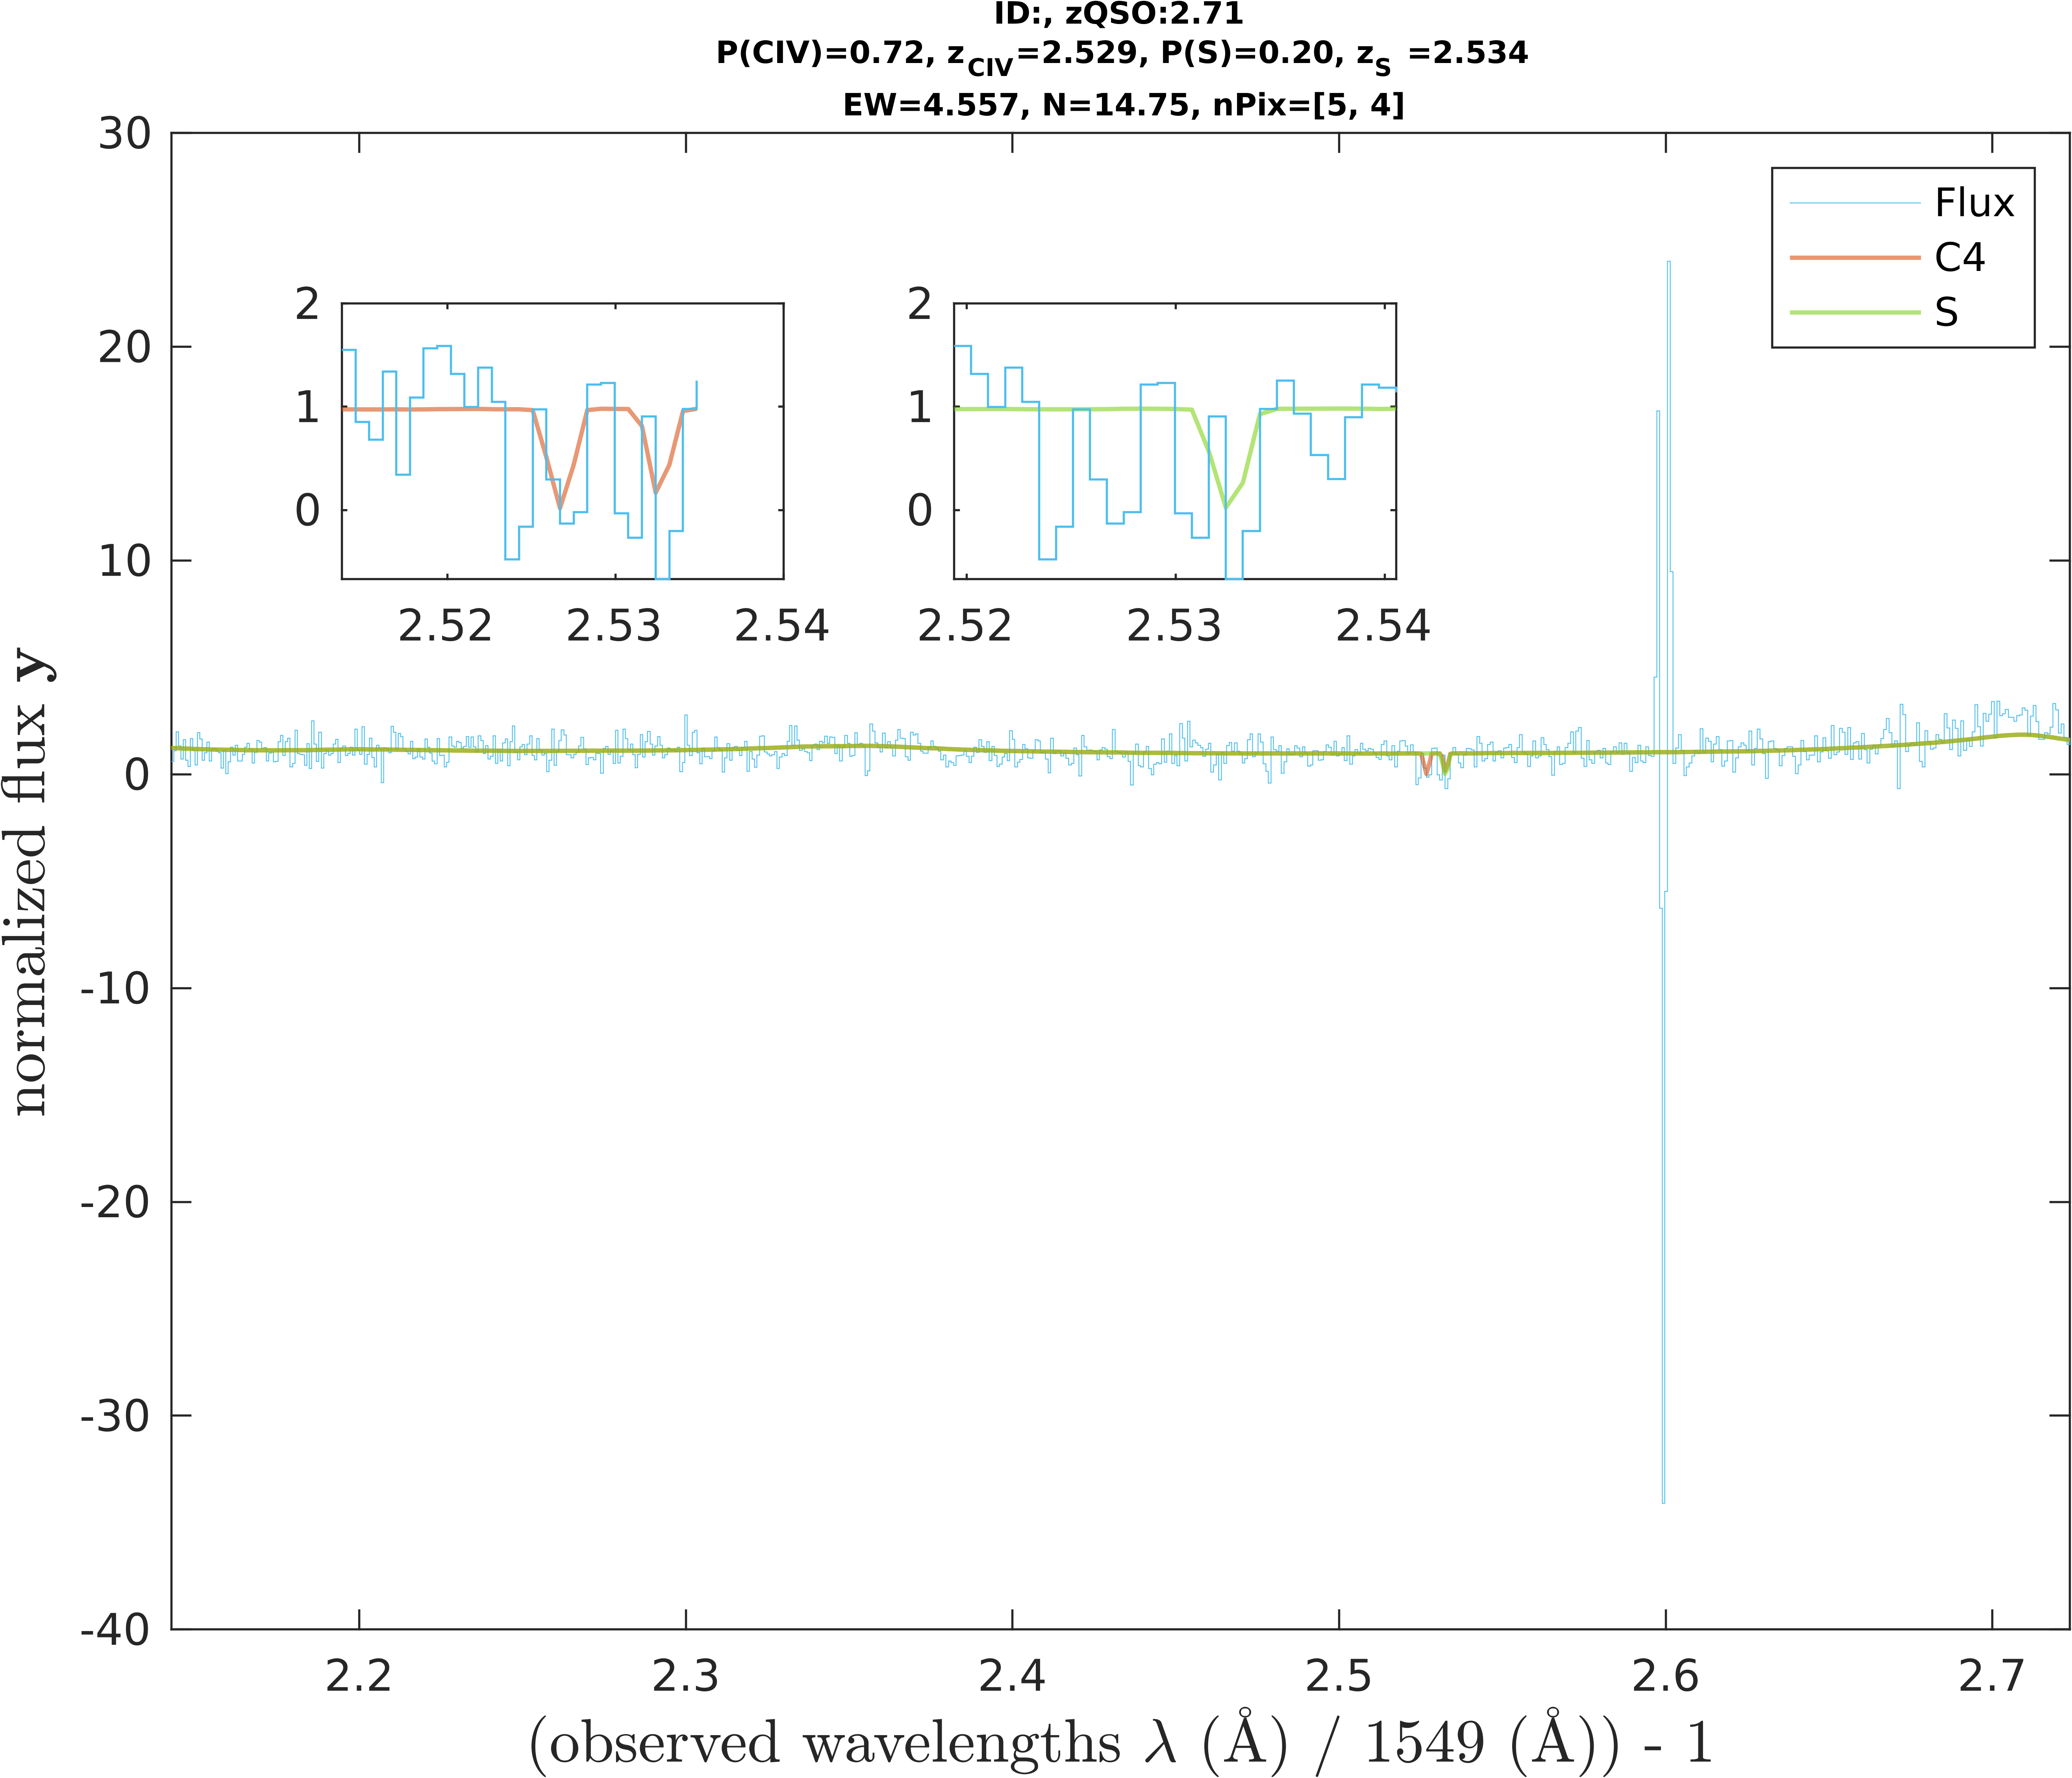 ID:, zQSO:2.71
P(CIV)=0.72, zCIV=2.529, P(S)=0.20, zS =2.534
EW=4.557, N=14.75, nPix=[5, 4]
30
20
10
0
-10
-20
-30
-40
normalized flux y
2
1
0
2.52 2.53 2.54
2
1
0
2.52 2.53 2.54
Flux
C4
S
2.2 2.3 2.4 2.5 2.6 2.7
(observed wavelengths λ (Å) / 1549 (Å)) - 1